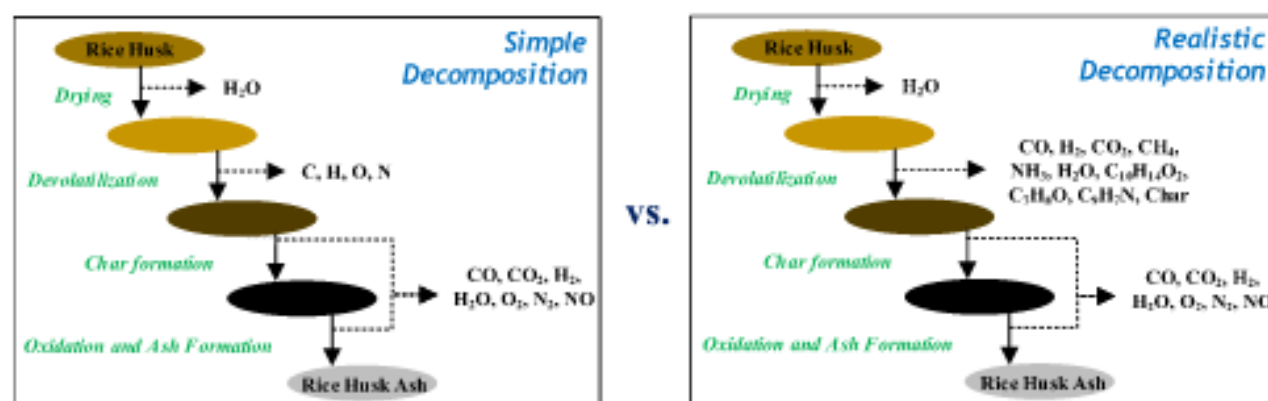 Simple
Decomposition
Rice Husk
Drying
H₂O
Devolatilization
C, H, O, N
Char formation
CO, CO₂, H₂,
H₂O, O₂, N₂, NO
Oxidation and Ash Formation
Rice Husk Ash
vs.
Realistic
Decomposition
Rice Husk
Drying
H₂O
Devolatilization
CO, H₂, CO₂, CH₄,
NH₃, H₂O, C₁₀H₁₄O₂,
C₇H₈O, C₉H₇N, Char
Char formation
CO, CO₂, H₂,
H₂O, O₂, N₂, NO
Oxidation and Ash Formation
Rice Husk Ash